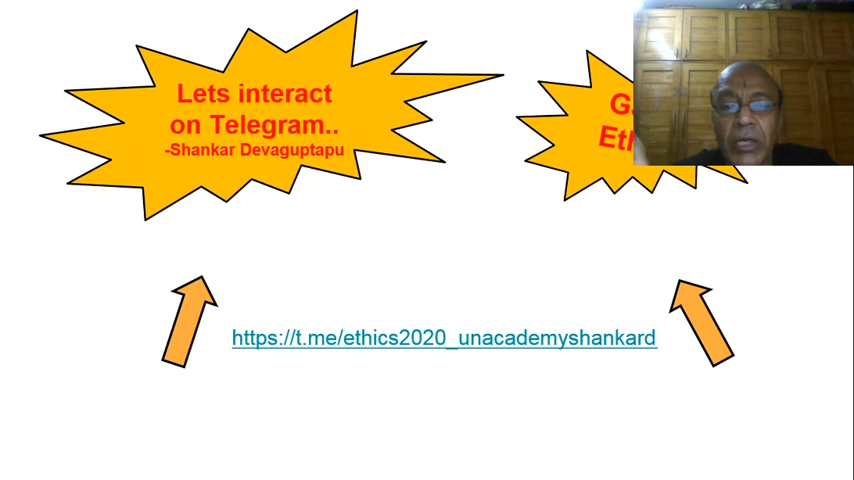 Lets interact
on Telegram..
-Shankar Devaguptapu
https://t.me/ethics2020_unacademyshankard